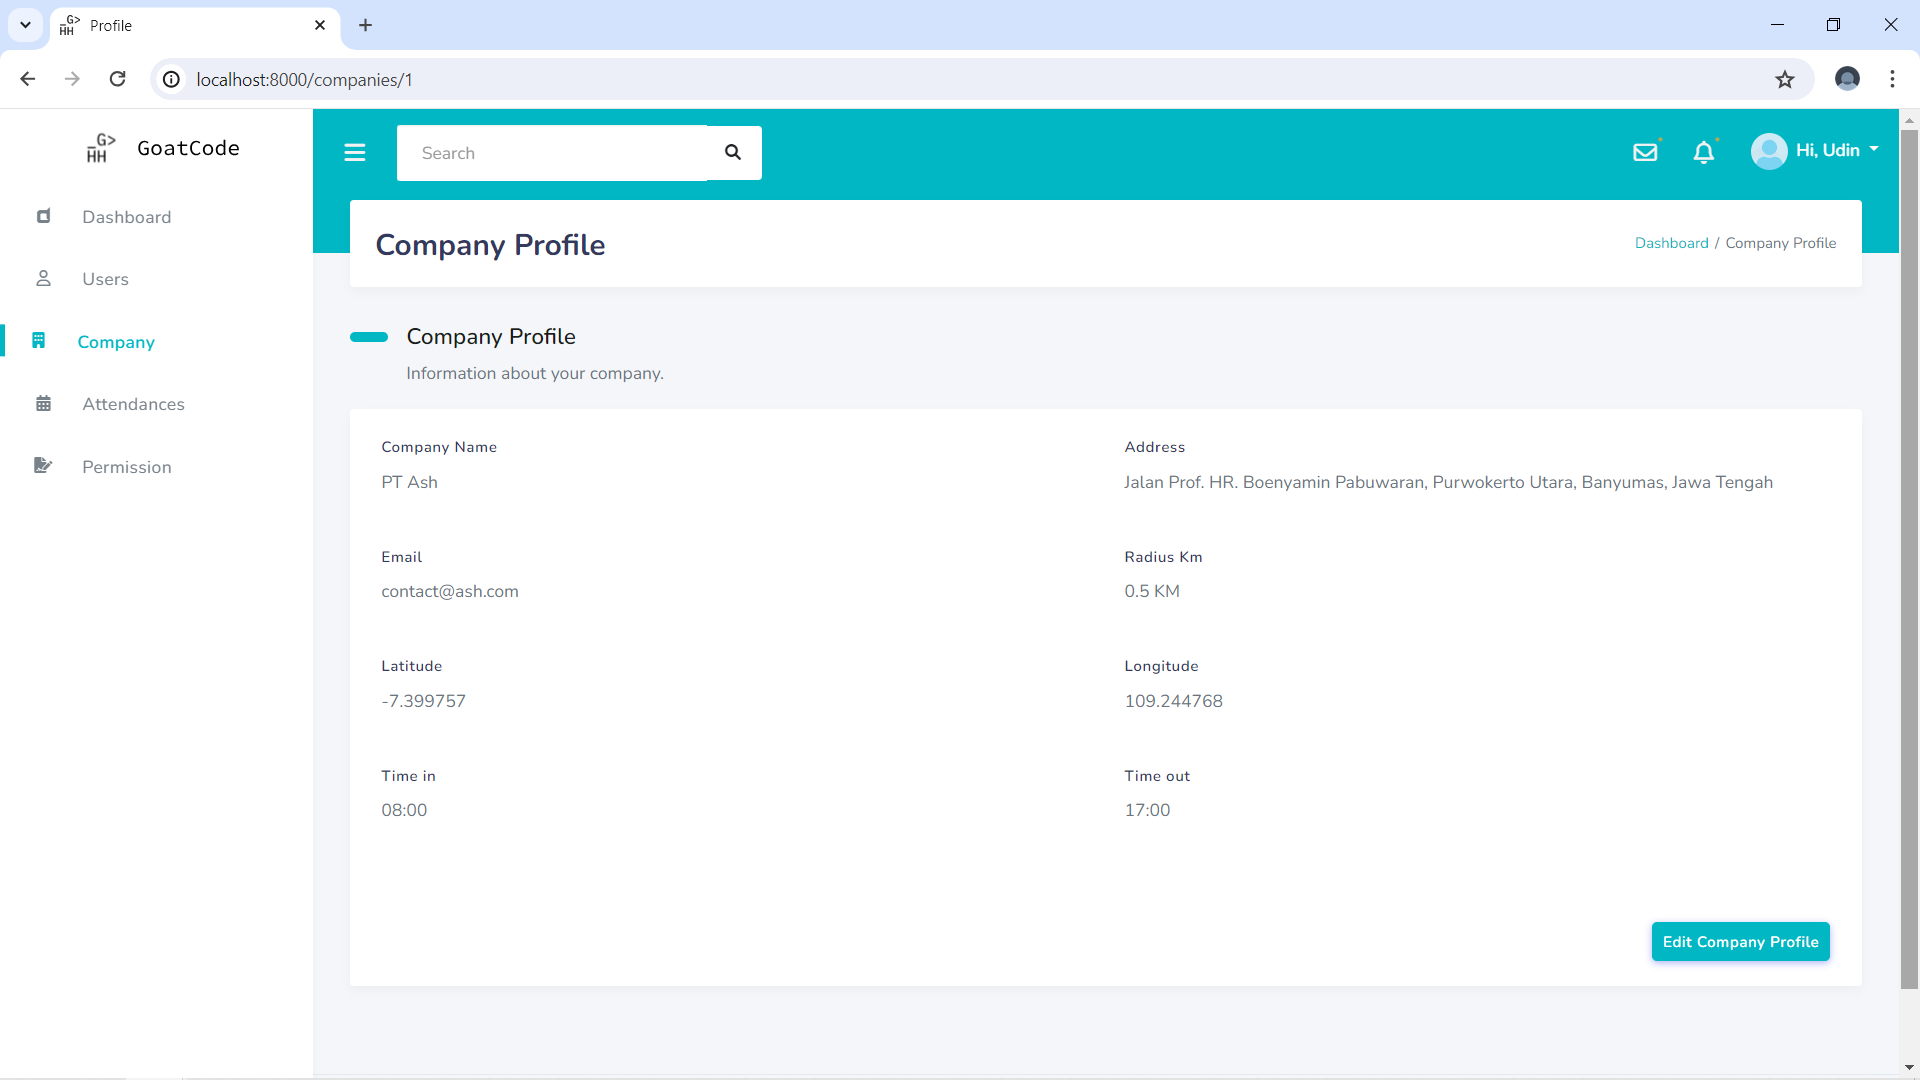 Profile
localhost:8000/companies/1
_G>
HH
GoatCode
Search
Hi, Udin
Dashboard
Users
Company
Attendances
Permission
Company Profile
Dashboard / Company Profile
Company Profile
Information about your company.
Company Name
PT Ash
Address
Jalan Prof. HR. Boenyamin Pabuwaran, Purwokerto Utara, Banyumas, Jawa Tengah
Email
contact@ash.com
Radius Km
0.5 KM
Latitude
-7.399757
Longitude
109.244768
Time in
08:00
Time out
17:00
Edit Company Profile